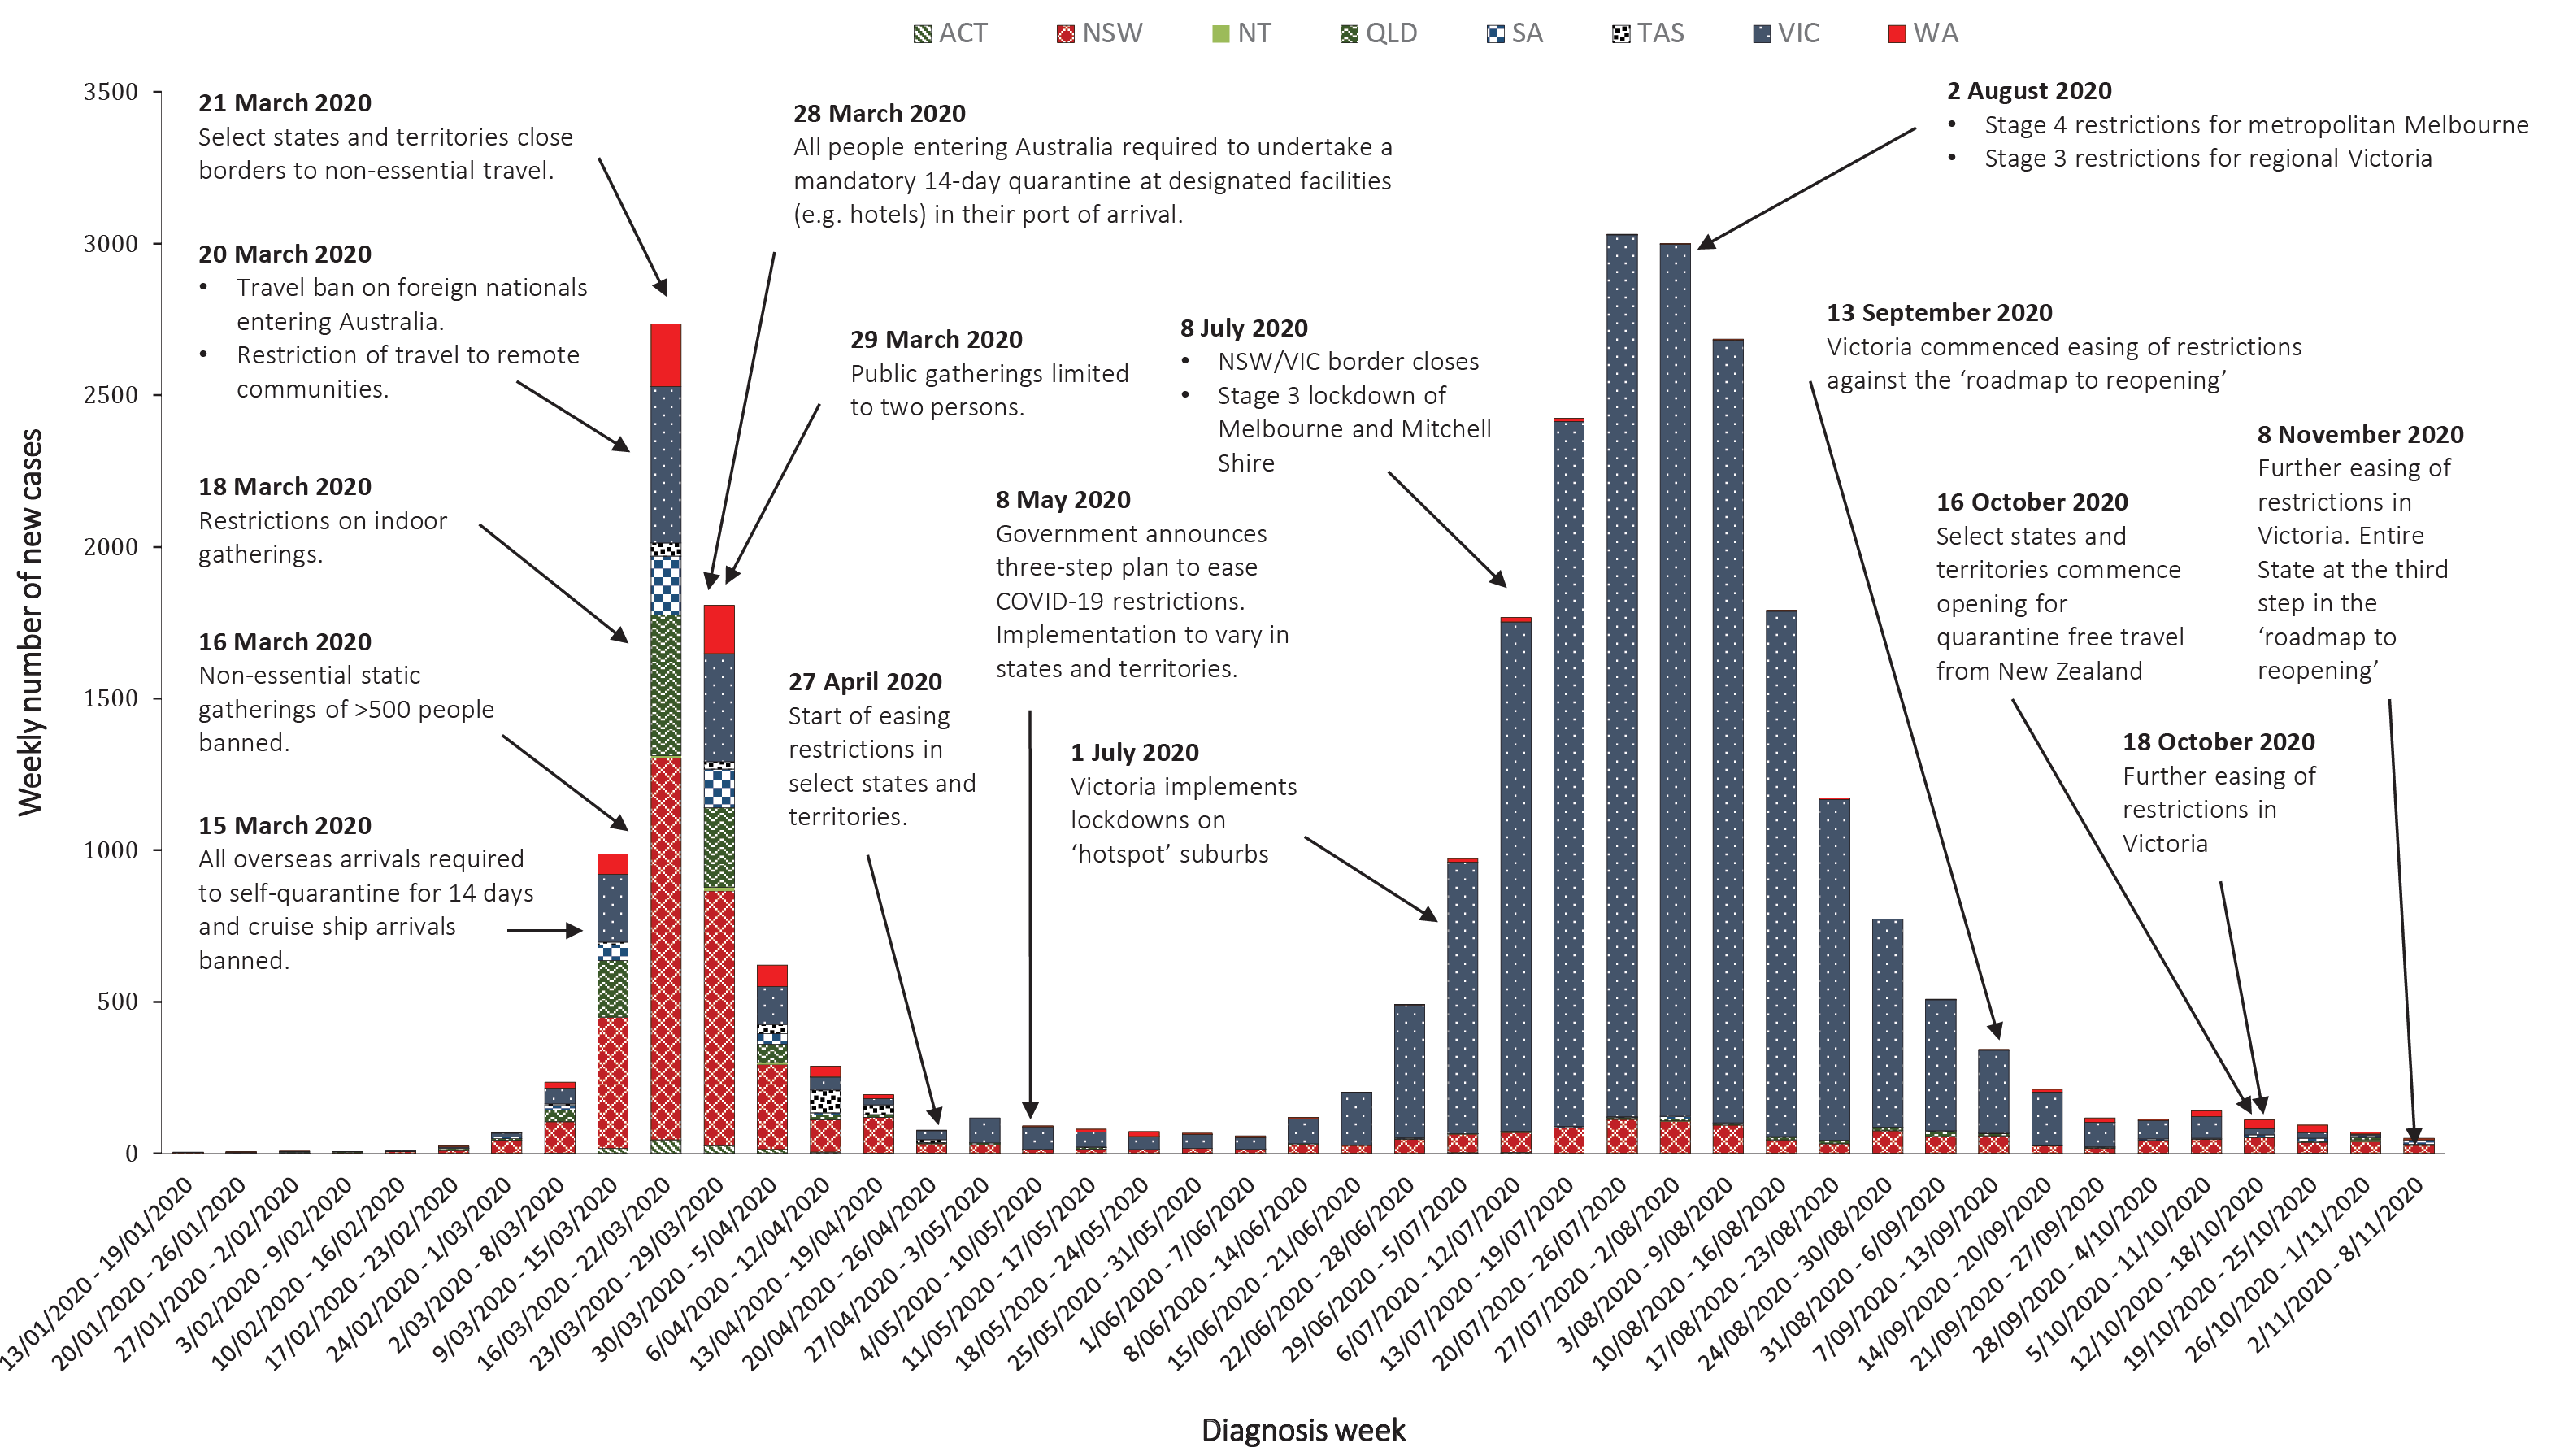 ACT NSW NT QLD SA TAS VIC WA
Weekly number of new cases
3500
3000
2500
2000
1500
1000
500
0
21 March 2020
Select states and territories close
borders to non-essential travel.
20 March 2020
• Travel ban on foreign nationals
entering Australia.
• Restriction of travel to remote
communities.
18 March 2020
Restrictions on indoor
gatherings.
16 March 2020
Non-essential static
gatherings of >500 people
banned.
15 March 2020
All overseas arrivals required
to self-quarantine for 14 days
and cruise ship arrivals
banned.
28 March 2020
All people entering Australia required to undertake a
mandatory 14-day quarantine at designated facilities
(e.g. hotels) in their port of arrival.
29 March 2020
Public gatherings limited
to two persons.
27 April 2020
Start of easing
restrictions in
select states and
territories.
8 May 2020
Government announces
three-step plan to ease
COVID-19 restrictions.
Implementation to vary in
states and territories.
1 July 2020
Victoria implements
lockdowns on
‘hotspot’ suburbs
8 July 2020
• NSW/VIC border closes
• Stage 3 lockdown of
Melbourne and Mitchell
Shire
2 August 2020
• Stage 4 restrictions for metropolitan Melbourne
• Stage 3 restrictions for regional Victoria
13 September 2020
Victoria commenced easing of restrictions
against the ‘roadmap to reopening’
16 October 2020
Select states and
territories commence
opening for
quarantine free travel
from New Zealand
18 October 2020
Further easing of
restrictions in
Victoria
8 November 2020
Further easing of
restrictions in
Victoria. Entire
State at the third
step in the
‘roadmap to
reopening’
13/01/2020 - 19/01/2020
20/01/2020 - 26/01/2020
27/01/2020 - 2/02/2020
3/02/2020 - 9/02/2020
10/02/2020 - 16/02/2020
17/02/2020 - 23/02/2020
24/02/2020 - 1/03/2020
2/03/2020 - 8/03/2020
9/03/2020 - 15/03/2020
16/03/2020 - 22/03/2020
23/03/2020 - 29/03/2020
30/03/2020 - 5/04/2020
6/04/2020 - 12/04/2020
13/04/2020 - 19/04/2020
20/04/2020 - 26/04/2020
27/04/2020 - 3/05/2020
4/05/2020 - 10/05/2020
11/05/2020 - 17/05/2020
18/05/2020 - 24/05/2020
25/05/2020 - 31/05/2020
1/06/2020 - 7/06/2020
8/06/2020 - 14/06/2020
15/06/2020 - 21/06/2020
22/06/2020 - 28/06/2020
29/06/2020 - 5/07/2020
6/07/2020 - 12/07/2020
13/07/2020 - 19/07/2020
20/07/2020 - 26/07/2020
27/07/2020 - 2/08/2020
3/08/2020 - 9/08/2020
10/08/2020 - 16/08/2020
17/08/2020 - 23/08/2020
24/08/2020 - 30/08/2020
31/08/2020 - 6/09/2020
7/09/2020 - 13/09/2020
14/09/2020 - 20/09/2020
21/09/2020 - 27/09/2020
28/09/2020 - 4/10/2020
5/10/2020 - 11/10/2020
12/10/2020 - 18/10/2020
19/10/2020 - 25/10/2020
26/10/2020 - 1/11/2020
2/11/2020 - 8/11/2020
Diagnosis week